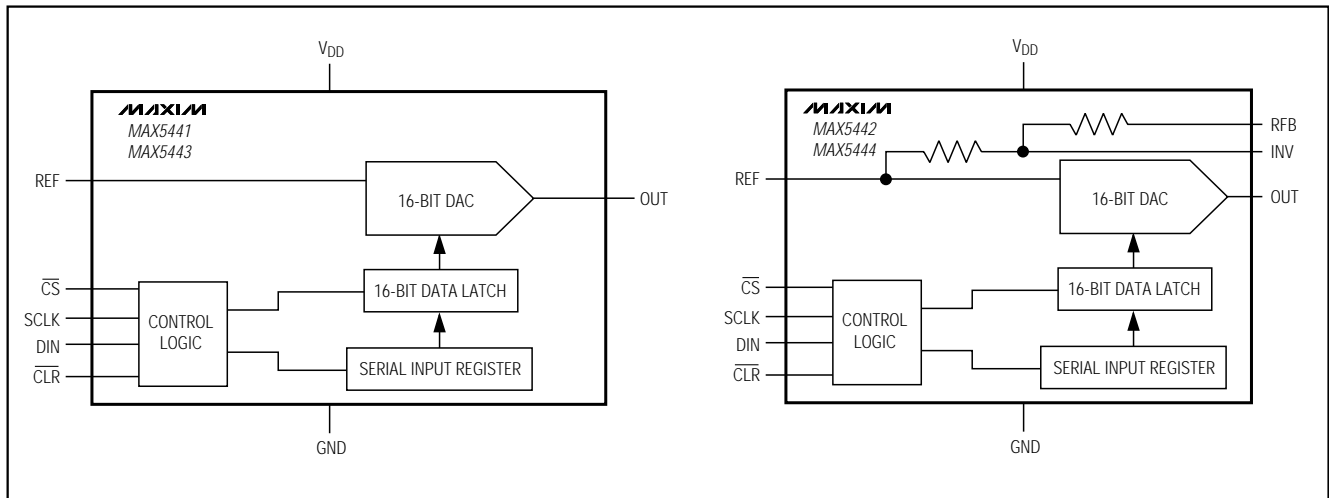 VDD
MAXIM
MAX5441
MAX5443
REF
16-BIT DAC
OUT
CS
SCLK
DIN
CLR
CONTROL
LOGIC
16-BIT DATA LATCH
SERIAL INPUT REGISTER
GND
VDD
MAXIM
MAX5442
MAX5444
RFB
INV
REF
16-BIT DAC
OUT
CS
SCLK
DIN
CLR
CONTROL
LOGIC
16-BIT DATA LATCH
SERIAL INPUT REGISTER
GND